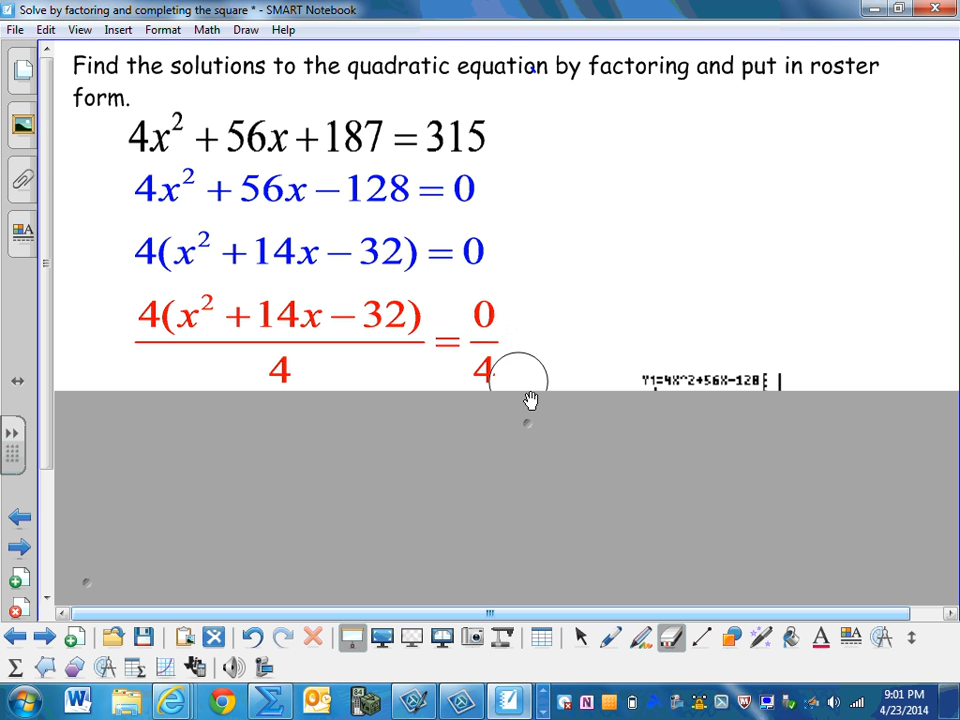 Solve by factoring and completing the square * - SMART Notebook
File Edit View Insert Format Math Draw Help
Find the solutions to the quadratic equation by factoring and put in roster
form.
4x² + 56x + 187 = 315
4x² + 56x − 128 = 0
4(x² + 14x − 32) = 0
4(x² + 14x − 32) = 0
4 4
Y1=4X^2+56X-128
9:01 PM
4/23/2014